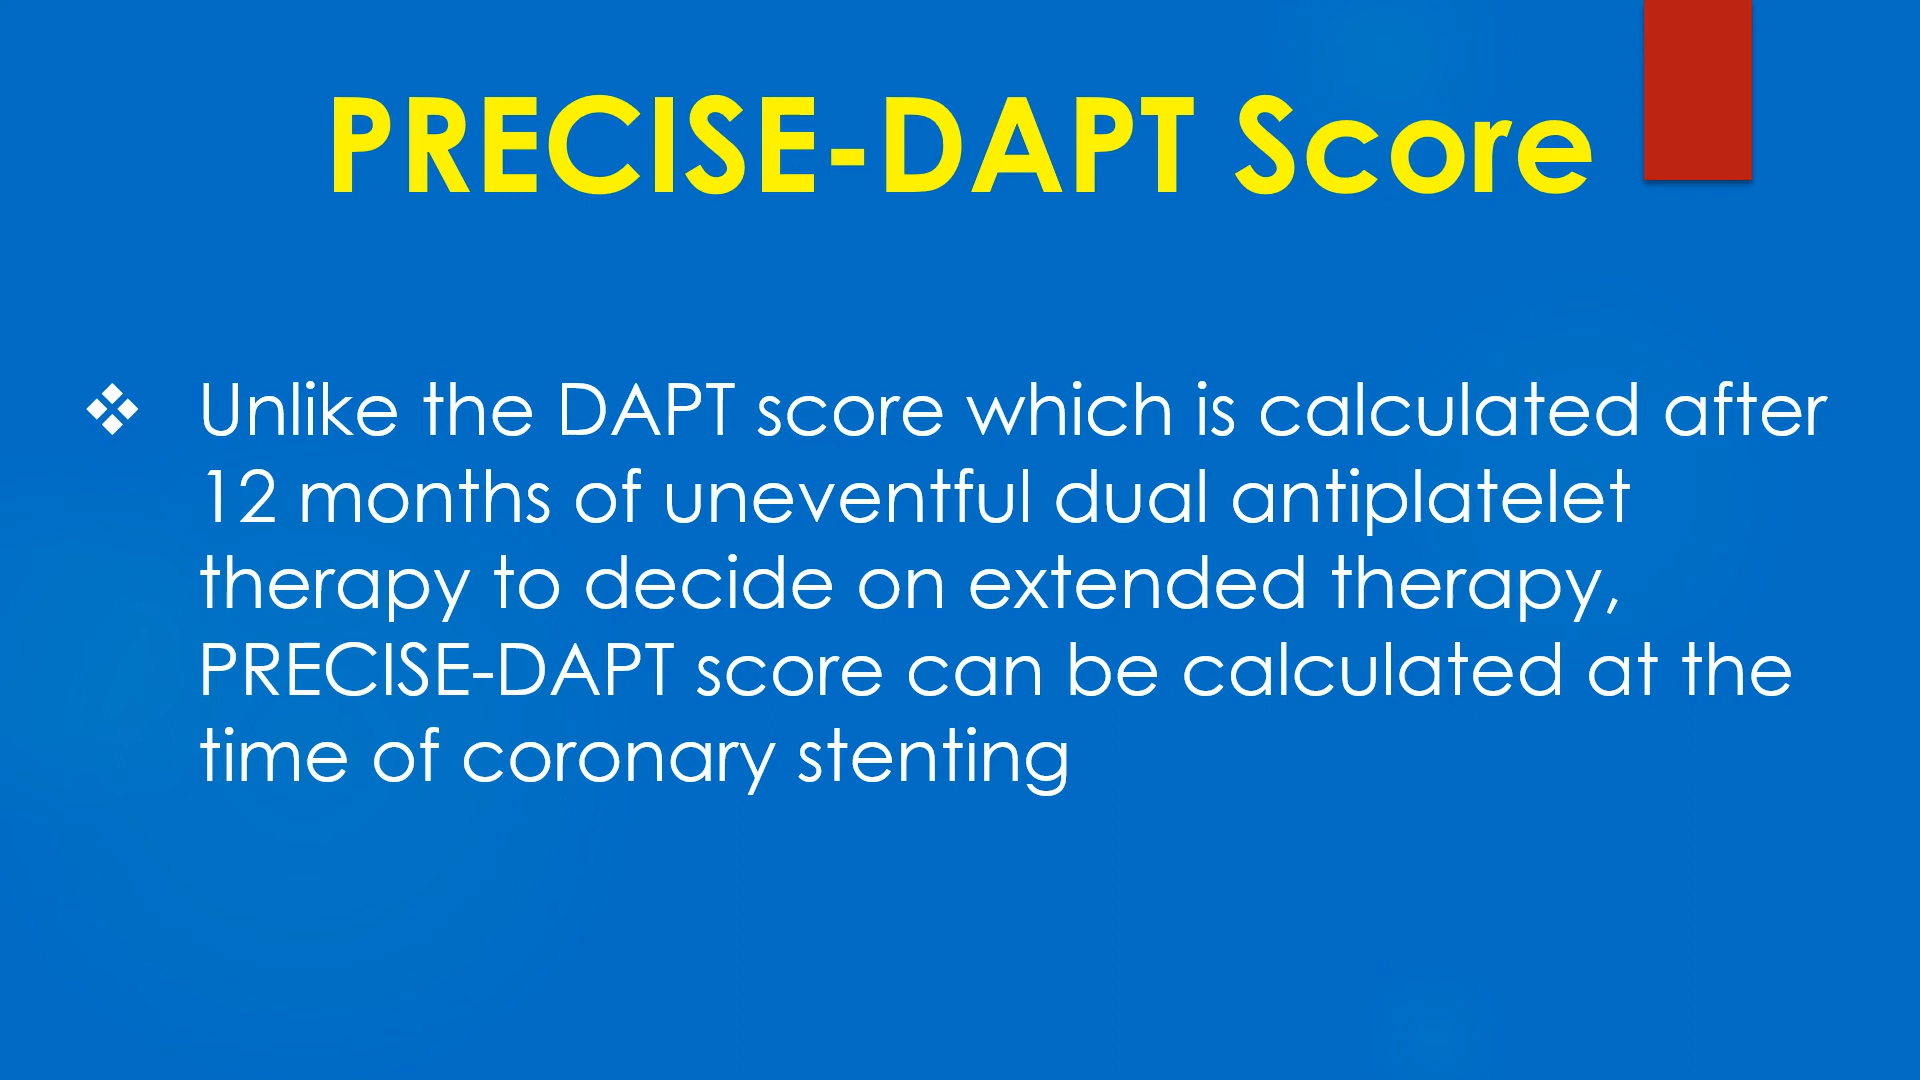 PRECISE-DAPT Score
❖ Unlike the DAPT score which is calculated after
12 months of uneventful dual antiplatelet
therapy to decide on extended therapy,
PRECISE-DAPT score can be calculated at the
time of coronary stenting